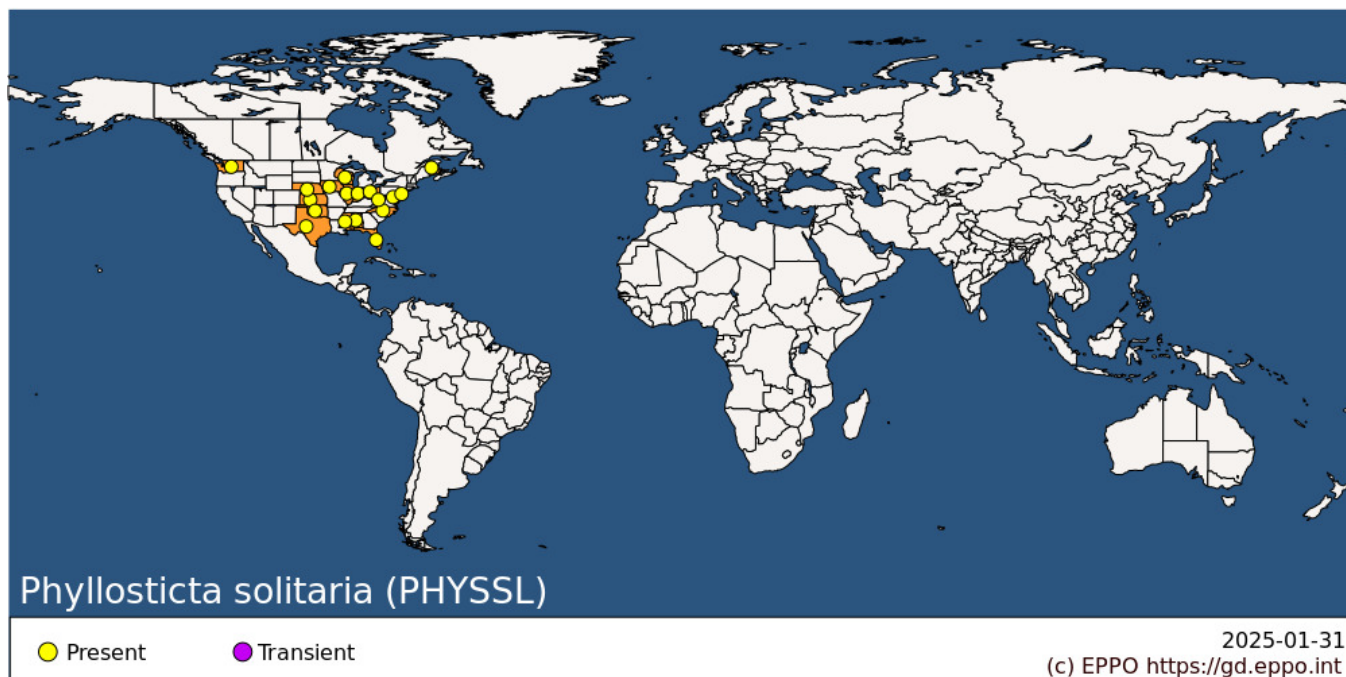 Phyllosticta solitaria (PHYSSL)
Present
Transient
2025-01-31
(c) EPPO https://gd.eppo.int